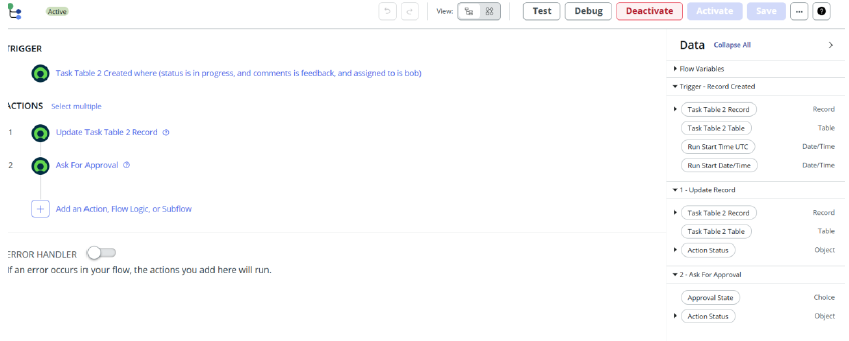 Active
View:
Test
Debug
Deactivate
Activate
Save
...
?
TRIGGER
Task Table 2 Created where (status is in progress, and comments is feedback, and assigned to is bob)
ACTIONS Select multiple
1 Update Task Table 2 Record ?
2 Ask For Approval ?
+ Add an Action, Flow Logic, or Subflow
ERROR HANDLER
If an error occurs in your flow, the actions you add here will run.
Data Collapse All
Flow Variables
Trigger - Record Created
Task Table 2 Record Record
Task Table 2 Table Table
Run Start Time UTC Date/Time
Run Start Date/Time Date/Time
1 - Update Record
Task Table 2 Record Record
Task Table 2 Table Table
Action Status Object
2 - Ask For Approval
Approval State Choice
Action Status Object